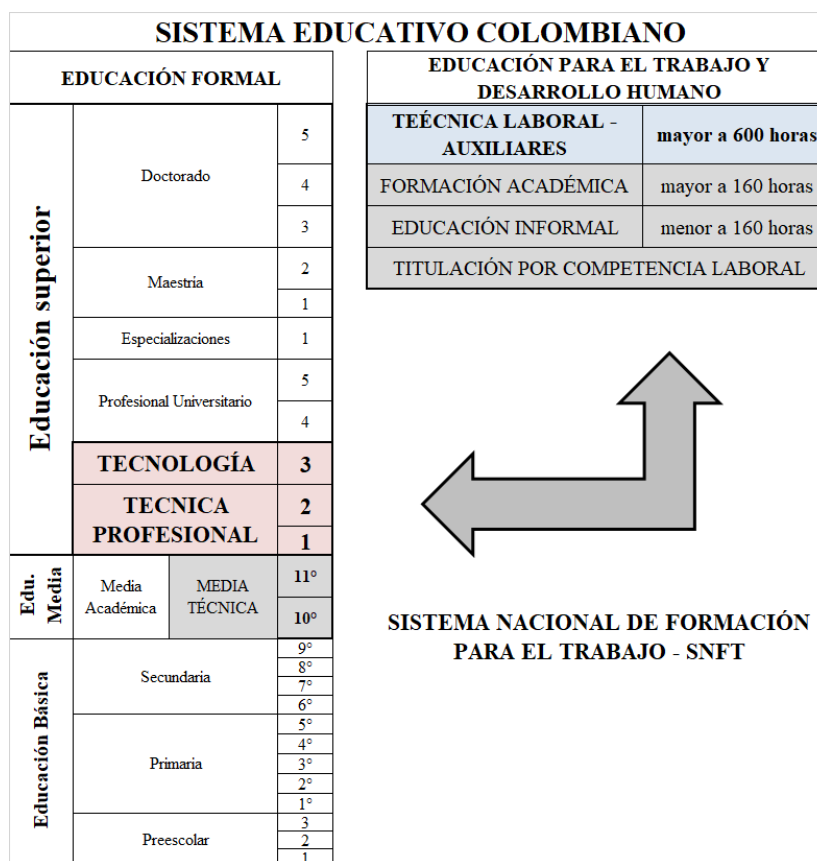 SISTEMA EDUCATIVO COLOMBIANO
EDUCACIÓN FORMAL
Educación superior
Doctorado
5
4
3
Maestria
2
1
Especializaciones
1
Profesional Universitario
5
4
TECNOLOGÍA
3
TECNICA
PROFESIONAL
2
1
Edu.
Media
Media
Académica
MEDIA
TÉCNICA
11°
10°
Educación Básica
Secundaria
9°
8°
7°
6°
Primaria
5°
4°
3°
2°
1°
Preescolar
3
2
1
EDUCACIÓN PARA EL TRABAJO Y
DESARROLLO HUMANO
TEÉCNICA LABORAL -
AUXILIARES
mayor a 600 horas
FORMACIÓN ACADÉMICA
mayor a 160 horas
EDUCACIÓN INFORMAL
menor a 160 horas
TITULACIÓN POR COMPETENCIA LABORAL
SISTEMA NACIONAL DE FORMACIÓN
PARA EL TRABAJO - SNFT